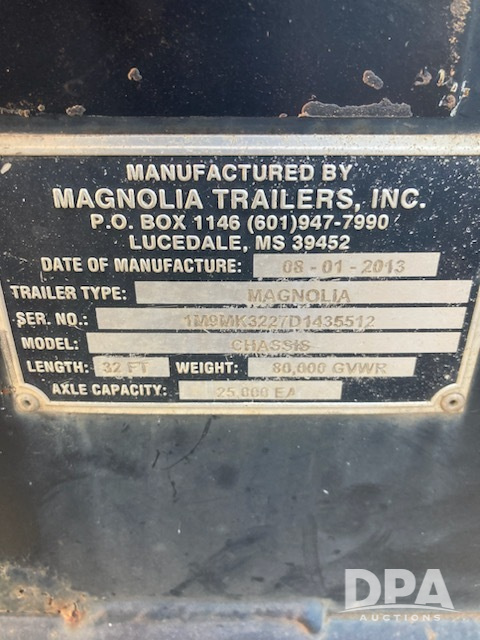 MANUFACTURED BY
MAGNOLIA TRAILERS, INC.
P.O. BOX 1146 (601)947-7990
LUCEDALE, MS 39452
DATE OF MANUFACTURE: 08-01-2013
TRAILER TYPE: MAGNOLIA
SER. NO.: 1M9MK3227D1435512
MODEL: CHASSIS
LENGTH: 32 FT WEIGHT: 80,000 GVWR
AXLE CAPACITY: 25,000 EA
DPA
AUCTIONS